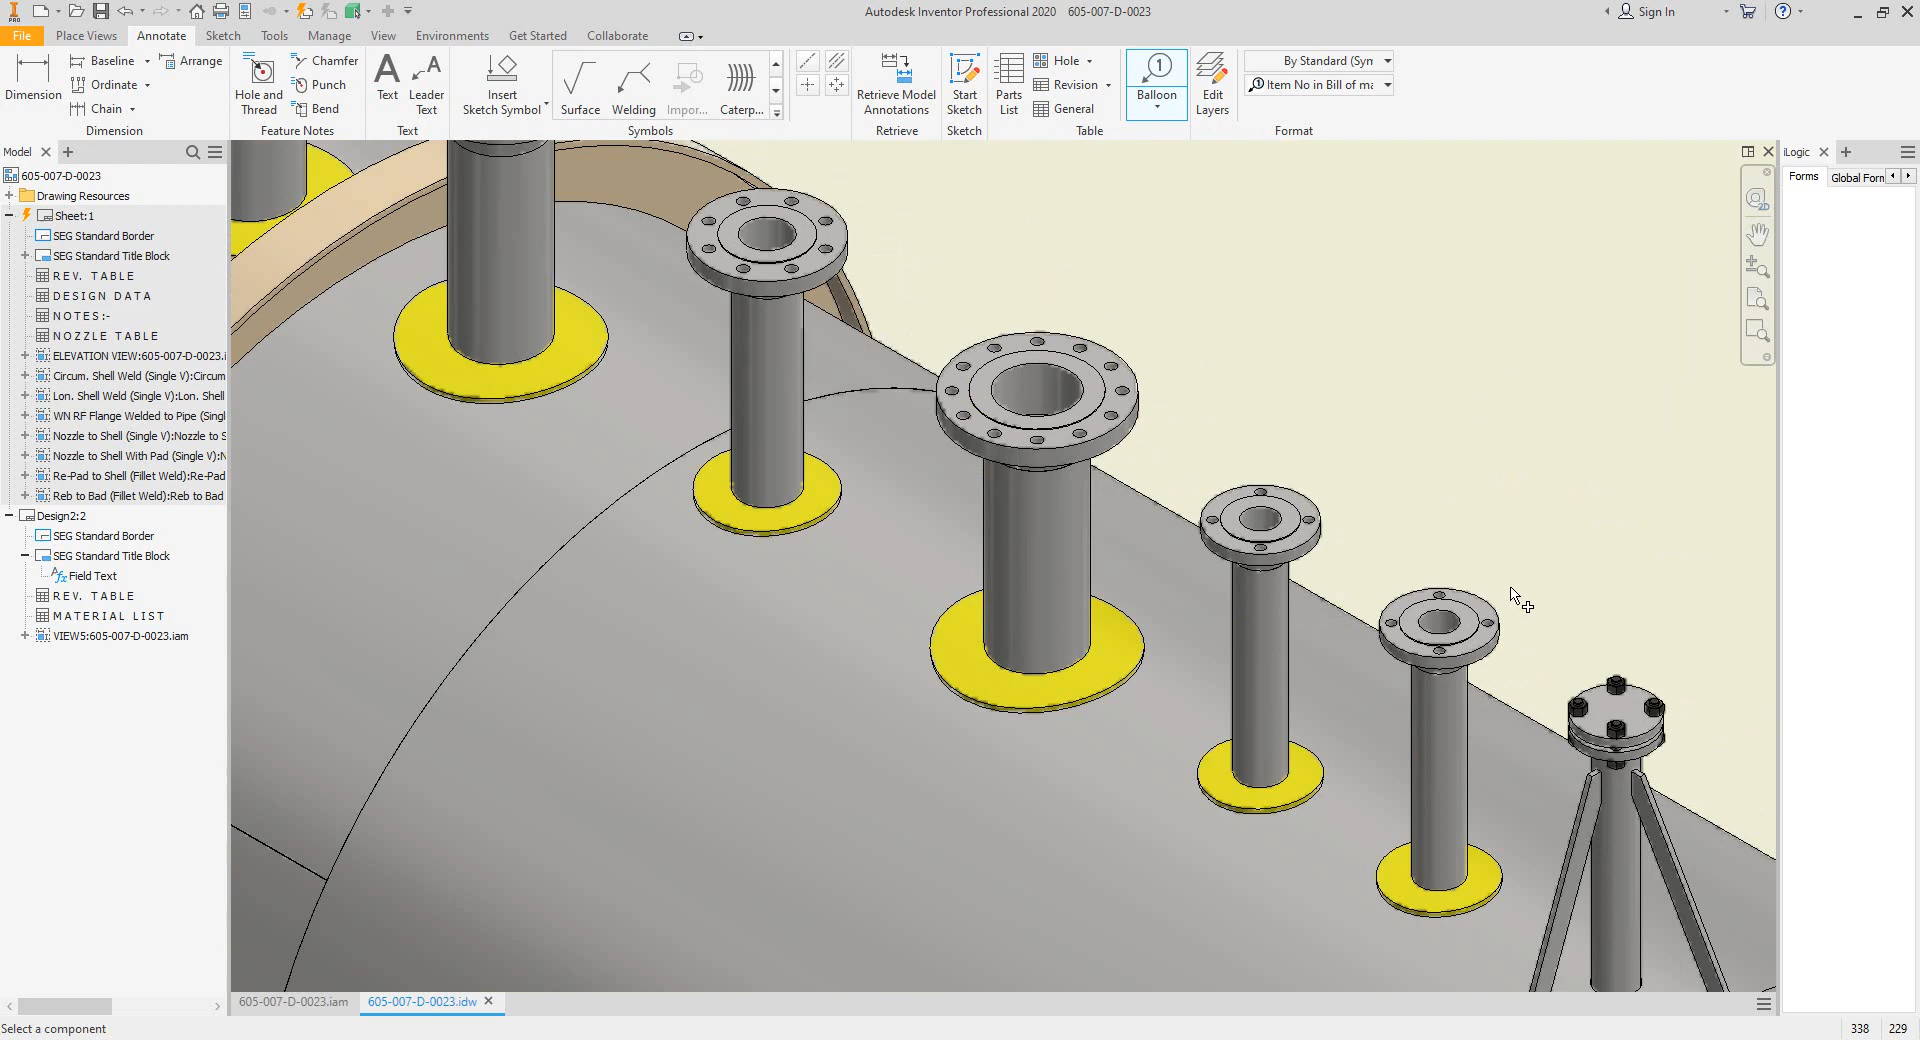 PRO
Autodesk Inventor Professional 2020 605-007-D-0023
Sign In
File Place Views Annotate Sketch Tools Manage View Environments Get Started Collaborate
Dimension
Baseline
Arrange
Ordinate
Chain
Dimension
Hole and
Thread
Chamfer
Punch
Bend
Feature Notes
Text
Leader
Text
Text
Insert
Sketch Symbol
Surface
Welding
Impor...
Caterp...
Symbols
Retrieve Model
Annotations
Retrieve
Start
Sketch
Sketch
Parts
List
Hole
Revision
General
Table
1
Balloon
Edit
Layers
By Standard (Syn
Item No in Bill of ma
Format
Model
605-007-D-0023
Drawing Resources
Sheet:1
SEG Standard Border
SEG Standard Title Block
REV. TABLE
DESIGN DATA
NOTES:-
NOZZLE TABLE
ELEVATION VIEW:605-007-D-0023.i
Circum. Shell Weld (Single V):Circum
Lon. Shell Weld (Single V):Lon. Shell
WN RF Flange Welded to Pipe (Singl
Nozzle to Shell (Single V):Nozzle to S
Nozzle to Shell With Pad (Single V):N
Re-Pad to Shell (Fillet Weld):Re-Pad
Reb to Bad (Fillet Weld):Reb to Bad
Design2:2
SEG Standard Border
SEG Standard Title Block
Field Text
REV. TABLE
MATERIAL LIST
VIEW5:605-007-D-0023.iam
2D
iLogic
Forms
Global Forn
605-007-D-0023.iam
605-007-D-0023.idw
Select a component
338 229